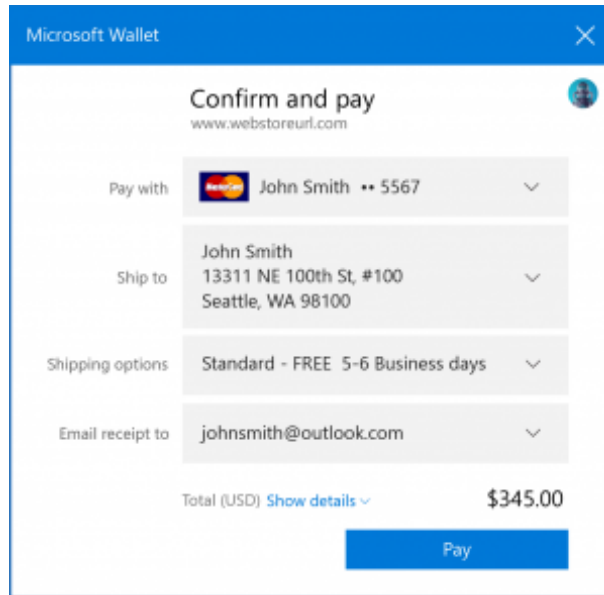 Microsoft Wallet
Confirm and pay
www.webstoreurl.com
Pay with
MasterCard
John Smith •• 5567
Ship to
John Smith
13311 NE 100th St, #100
Seattle, WA 98100
Shipping options
Standard - FREE 5-6 Business days
Email receipt to
johnsmith@outlook.com
Total (USD) Show details
$345.00
Pay